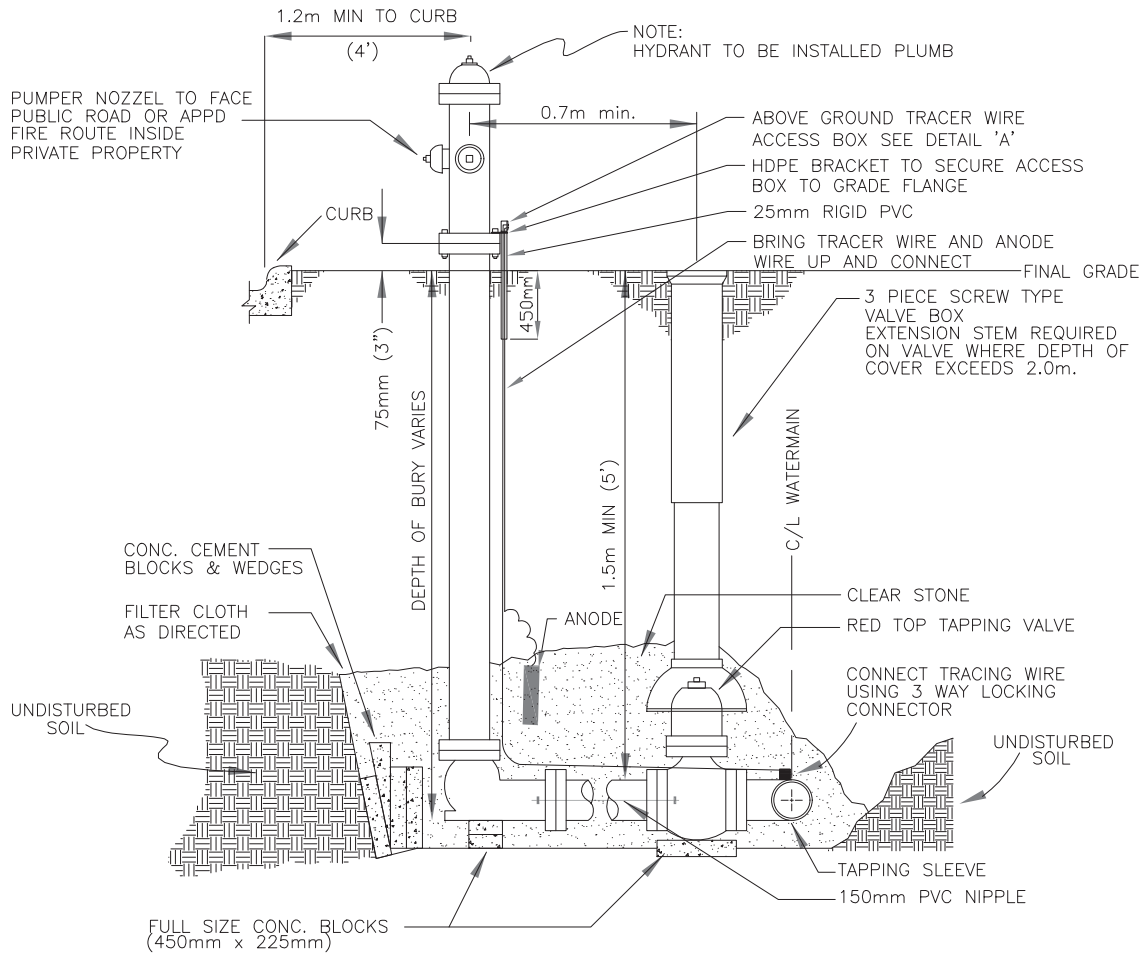 1.2m MIN TO CURB
(4')
NOTE:
HYDRANT TO BE INSTALLED PLUMB
PUMPER NOZZEL TO FACE
PUBLIC ROAD OR APPD
FIRE ROUTE INSIDE
PRIVATE PROPERTY
0.7m min.
ABOVE GROUND TRACER WIRE
ACCESS BOX SEE DETAIL 'A'
HDPE BRACKET TO SECURE ACCESS
BOX TO GRADE FLANGE
25mm RIGID PVC
CURB
BRING TRACER WIRE AND ANODE
WIRE UP AND CONNECT
FINAL GRADE
450mm
75mm (3")
3 PIECE SCREW TYPE
VALVE BOX
EXTENSION STEM REQUIRED
ON VALVE WHERE DEPTH OF
COVER EXCEEDS 2.0m.
DEPTH OF BURY VARIES
1.5m MIN (5')
C/L WATERMAIN
CONC. CEMENT
BLOCKS & WEDGES
FILTER CLOTH
AS DIRECTED
ANODE
CLEAR STONE
RED TOP TAPPING VALVE
CONNECT TRACING WIRE
USING 3 WAY LOCKING
CONNECTOR
UNDISTURBED
SOIL
UNDISTURBED
SOIL
TAPPING SLEEVE
150mm PVC NIPPLE
FULL SIZE CONC. BLOCKS
(450mm x 225mm)